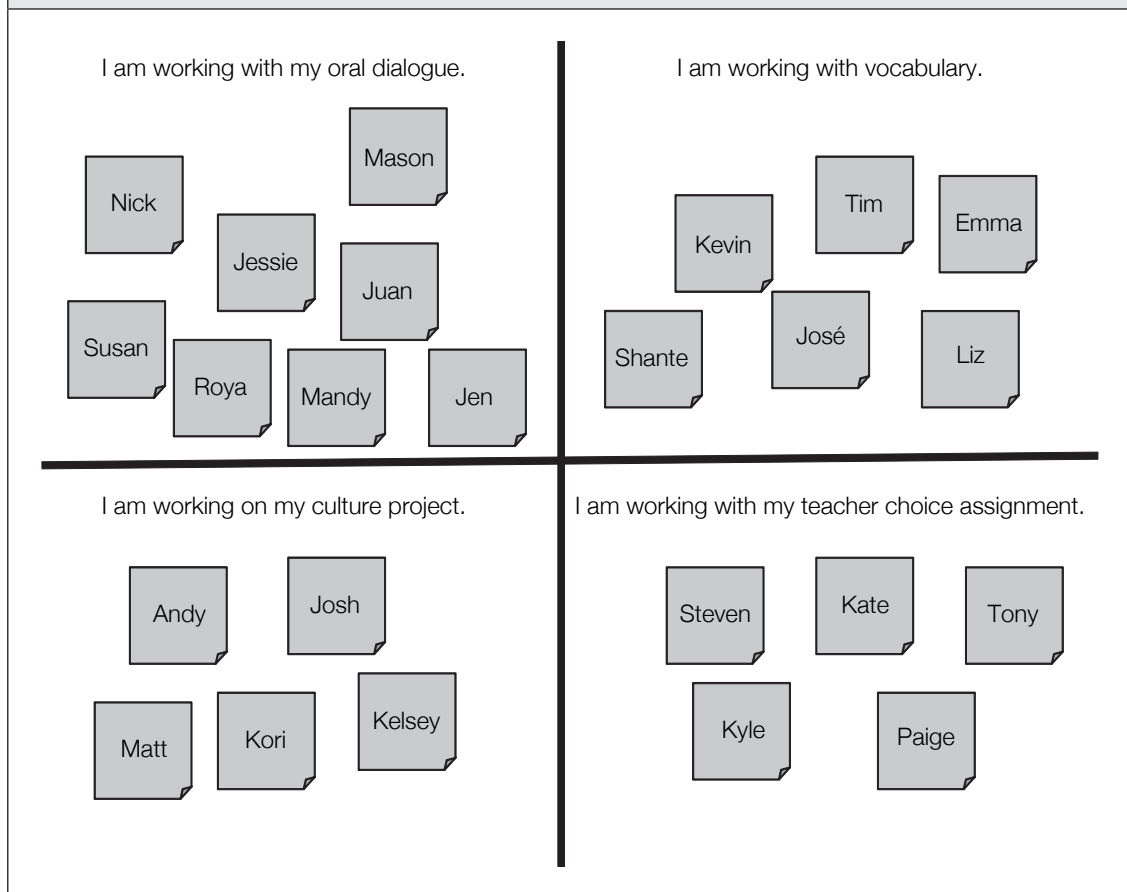 I am working with my oral dialogue.
Mason
Nick
Jessie
Juan
Susan
Roya
Mandy
Jen
I am working with vocabulary.
Tim
Emma
Kevin
José
Shante
Liz
I am working on my culture project.
Andy
Josh
Matt
Kori
Kelsey
I am working with my teacher choice assignment.
Steven
Kate
Tony
Kyle
Paige